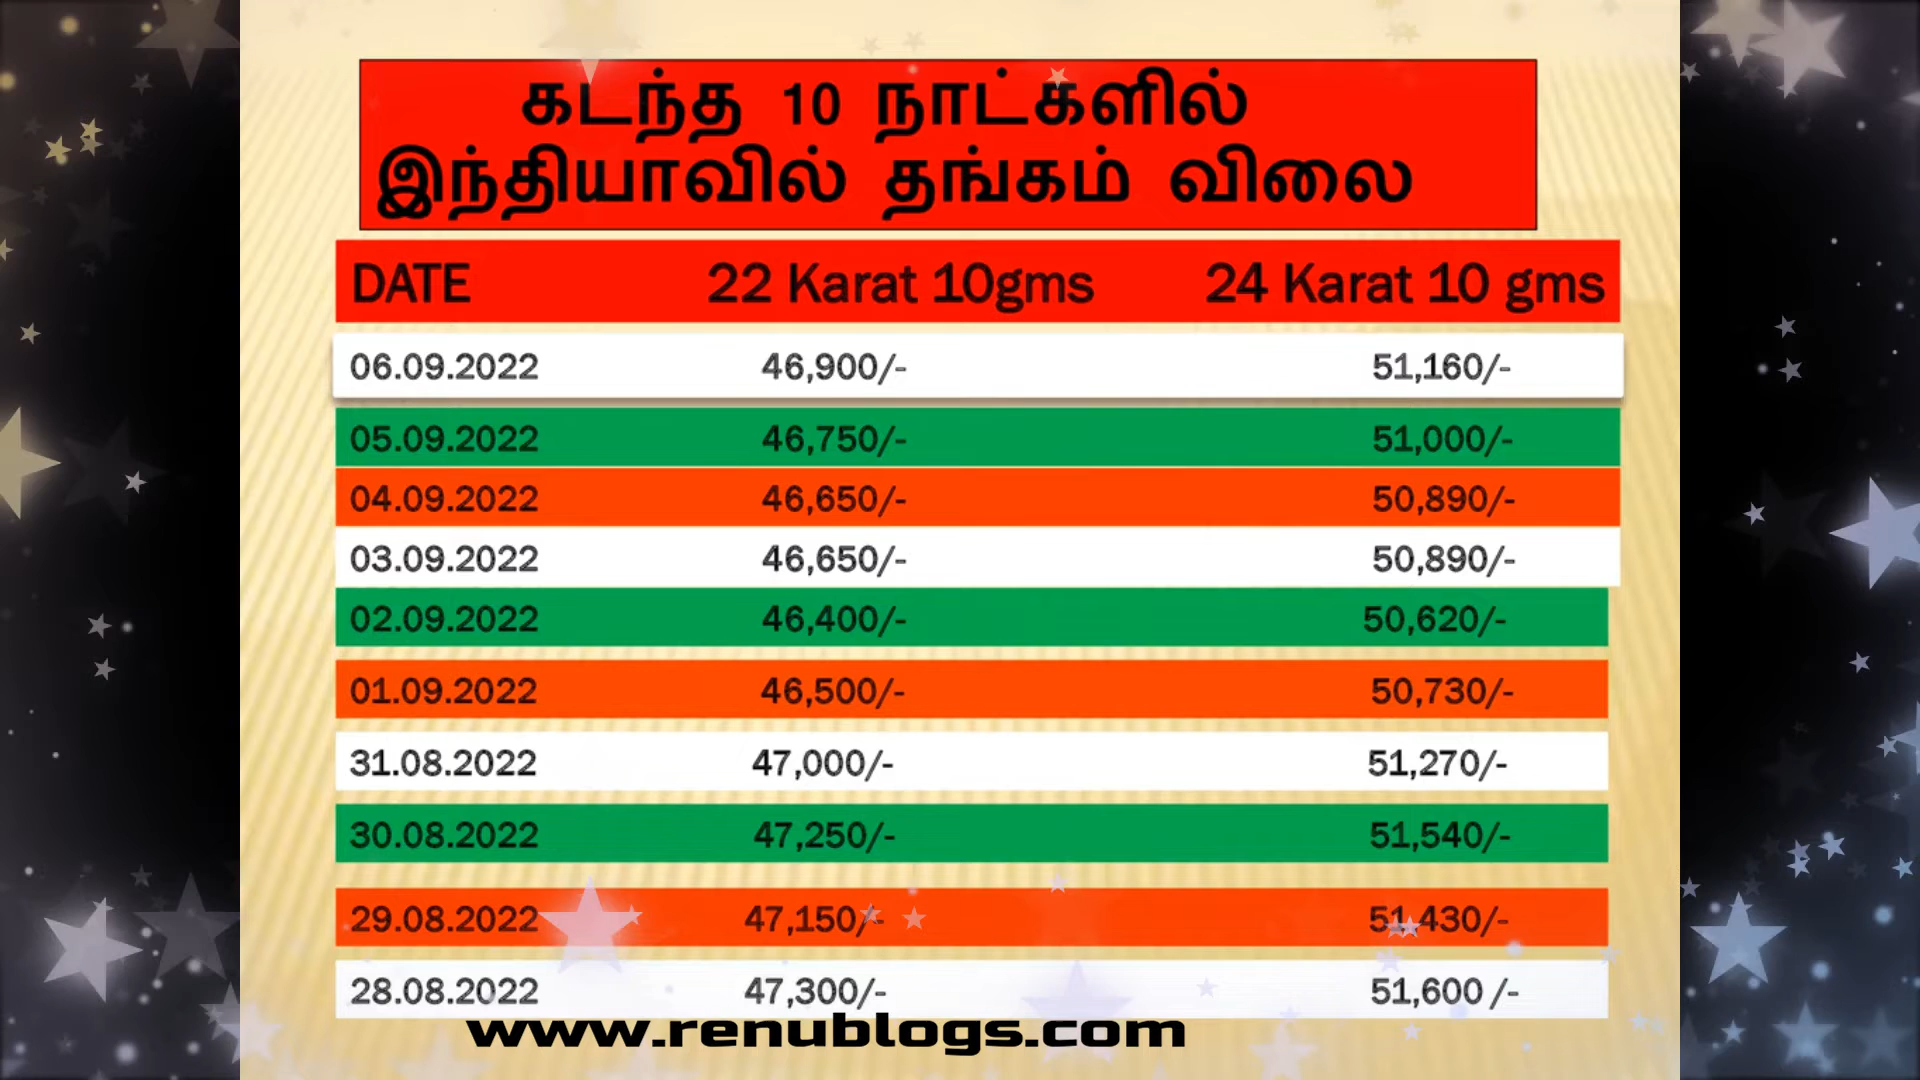 கடந்த 10 நாட்களில்
இந்தியாவில் தங்கம் விலை
DATE 22 Karat 10gms 24 Karat 10 gms
06.09.2022 46,900/- 51,160/-
05.09.2022 46,750/- 51,000/-
04.09.2022 46,650/- 50,890/-
03.09.2022 46,650/- 50,890/-
02.09.2022 46,400/- 50,620/-
01.09.2022 46,500/- 50,730/-
31.08.2022 47,000/- 51,270/-
30.08.2022 47,250/- 51,540/-
29.08.2022 47,150/- 51,430/-
28.08.2022 47,300/- 51,600 /-
www.renublogs.com